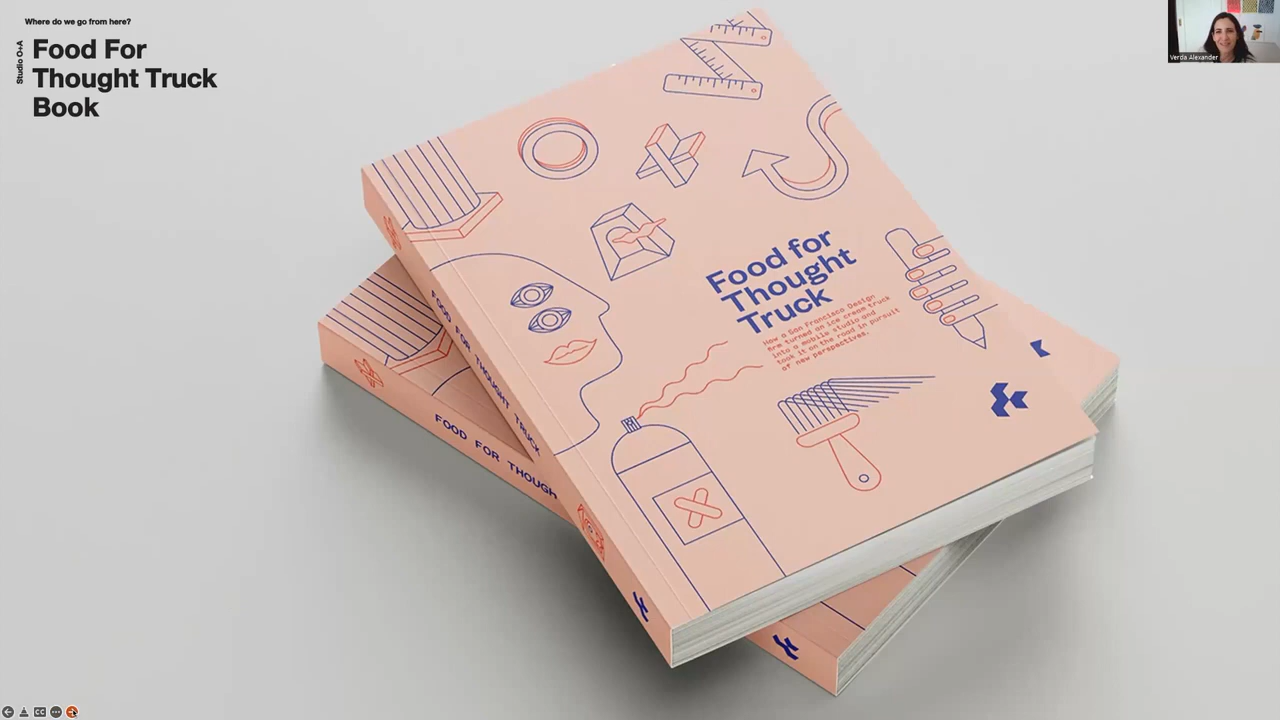 Where do we go from here?
Studio O+A
Food For
Thought Truck
Book
Verda Alexander
Food for
Thought
Truck
How a San Francisco Design
firm turned an ice cream truck
into a mobile studio and
took it on the road in pursuit
of new perspectives.
FOOD FOR THOUGHT TRUCK
FOOD FOR THOUGH
CC